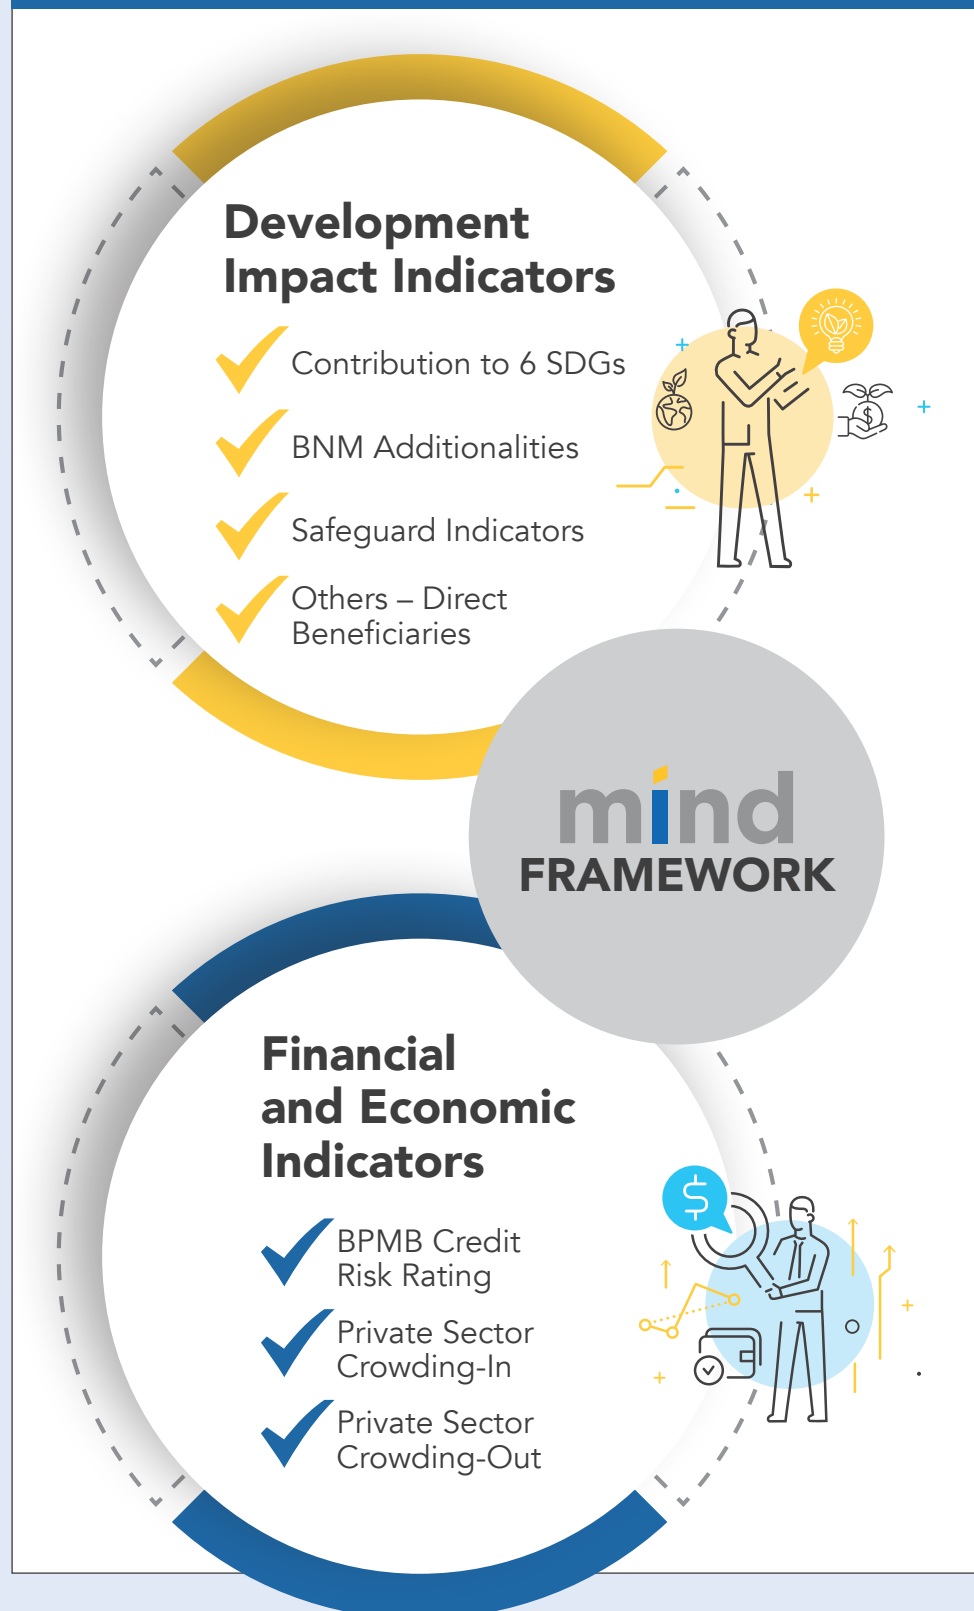 Development
Impact Indicators
Contribution to 6 SDGs
BNM Additionalities
Safeguard Indicators
Others – Direct
Beneficiaries
mind
FRAMEWORK
Financial
and Economic
Indicators
$
BPMB Credit
Risk Rating
Private Sector
Crowding-In
Private Sector
Crowding-Out